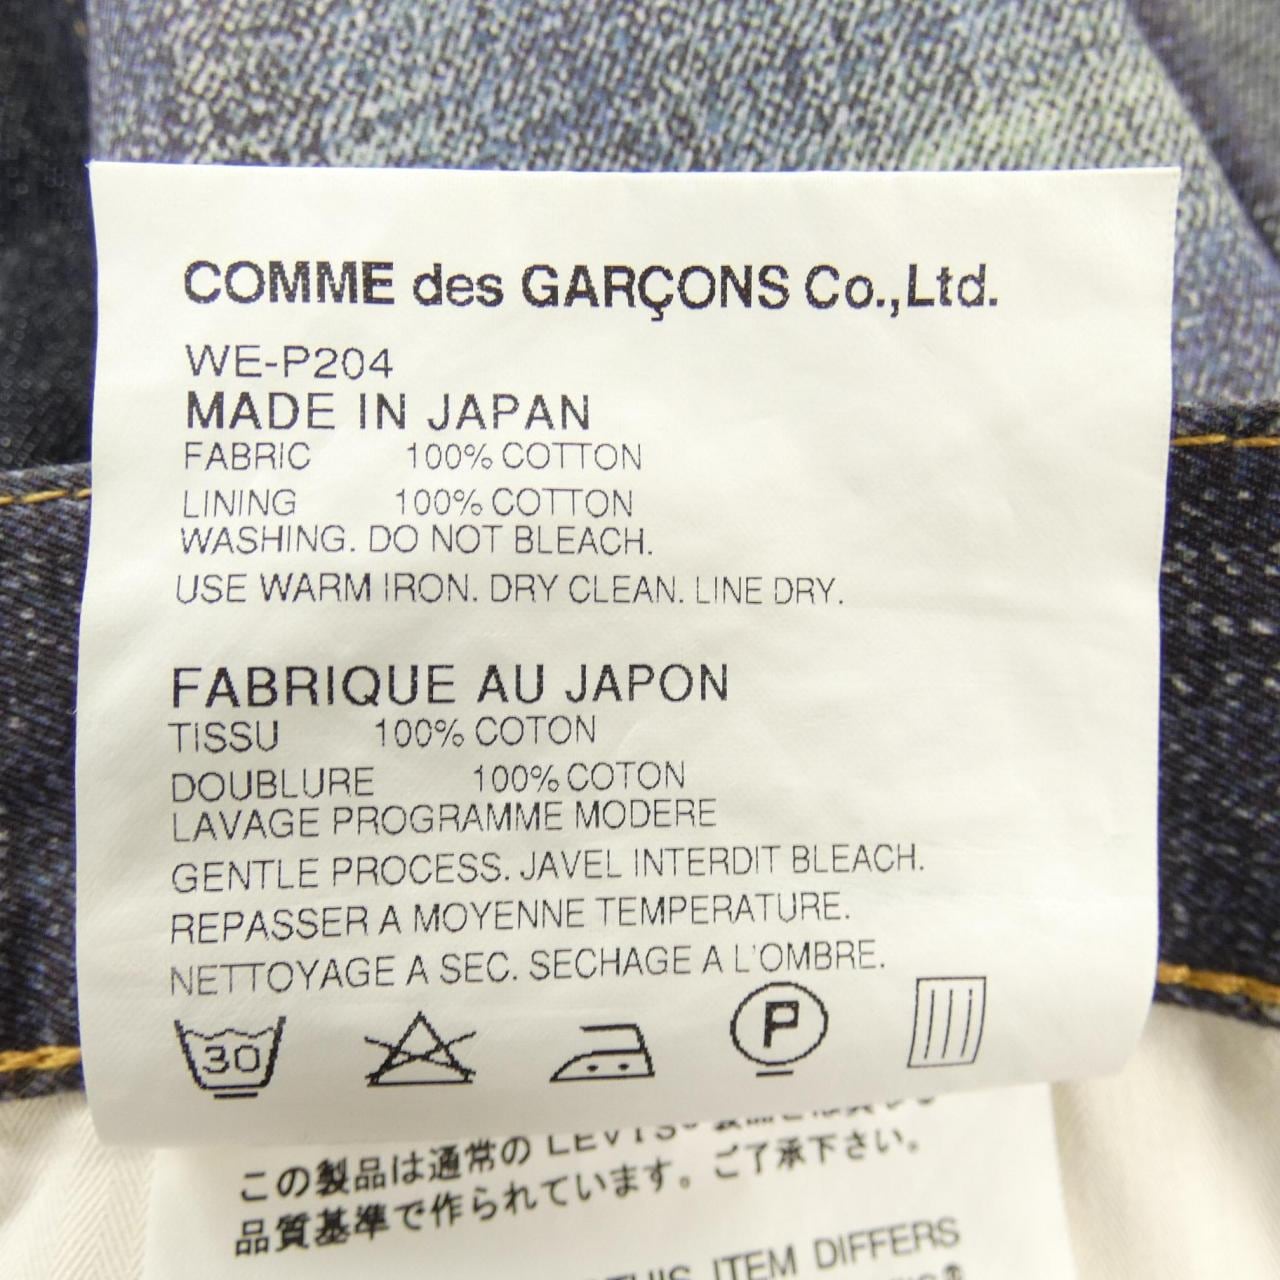 COMME des GARÇONS Co.,Ltd.
WE-P204
MADE IN JAPAN
FABRIC 100% COTTON
LINING 100% COTTON
WASHING. DO NOT BLEACH.
USE WARM IRON. DRY CLEAN. LINE DRY.
FABRIQUE AU JAPON
TISSU 100% COTON
DOUBLURE 100% COTON
LAVAGE PROGRAMME MODERE
GENTLE PROCESS. JAVEL INTERDIT BLEACH.
REPASSER A MOYENNE TEMPERATURE.
NETTOYAGE A SEC. SECHAGE A L'OMBRE.
30 P
この製品は通常の LEVI'S®
品質基準で作られています。ご了承下さい。
THIS ITEM DIFFERS